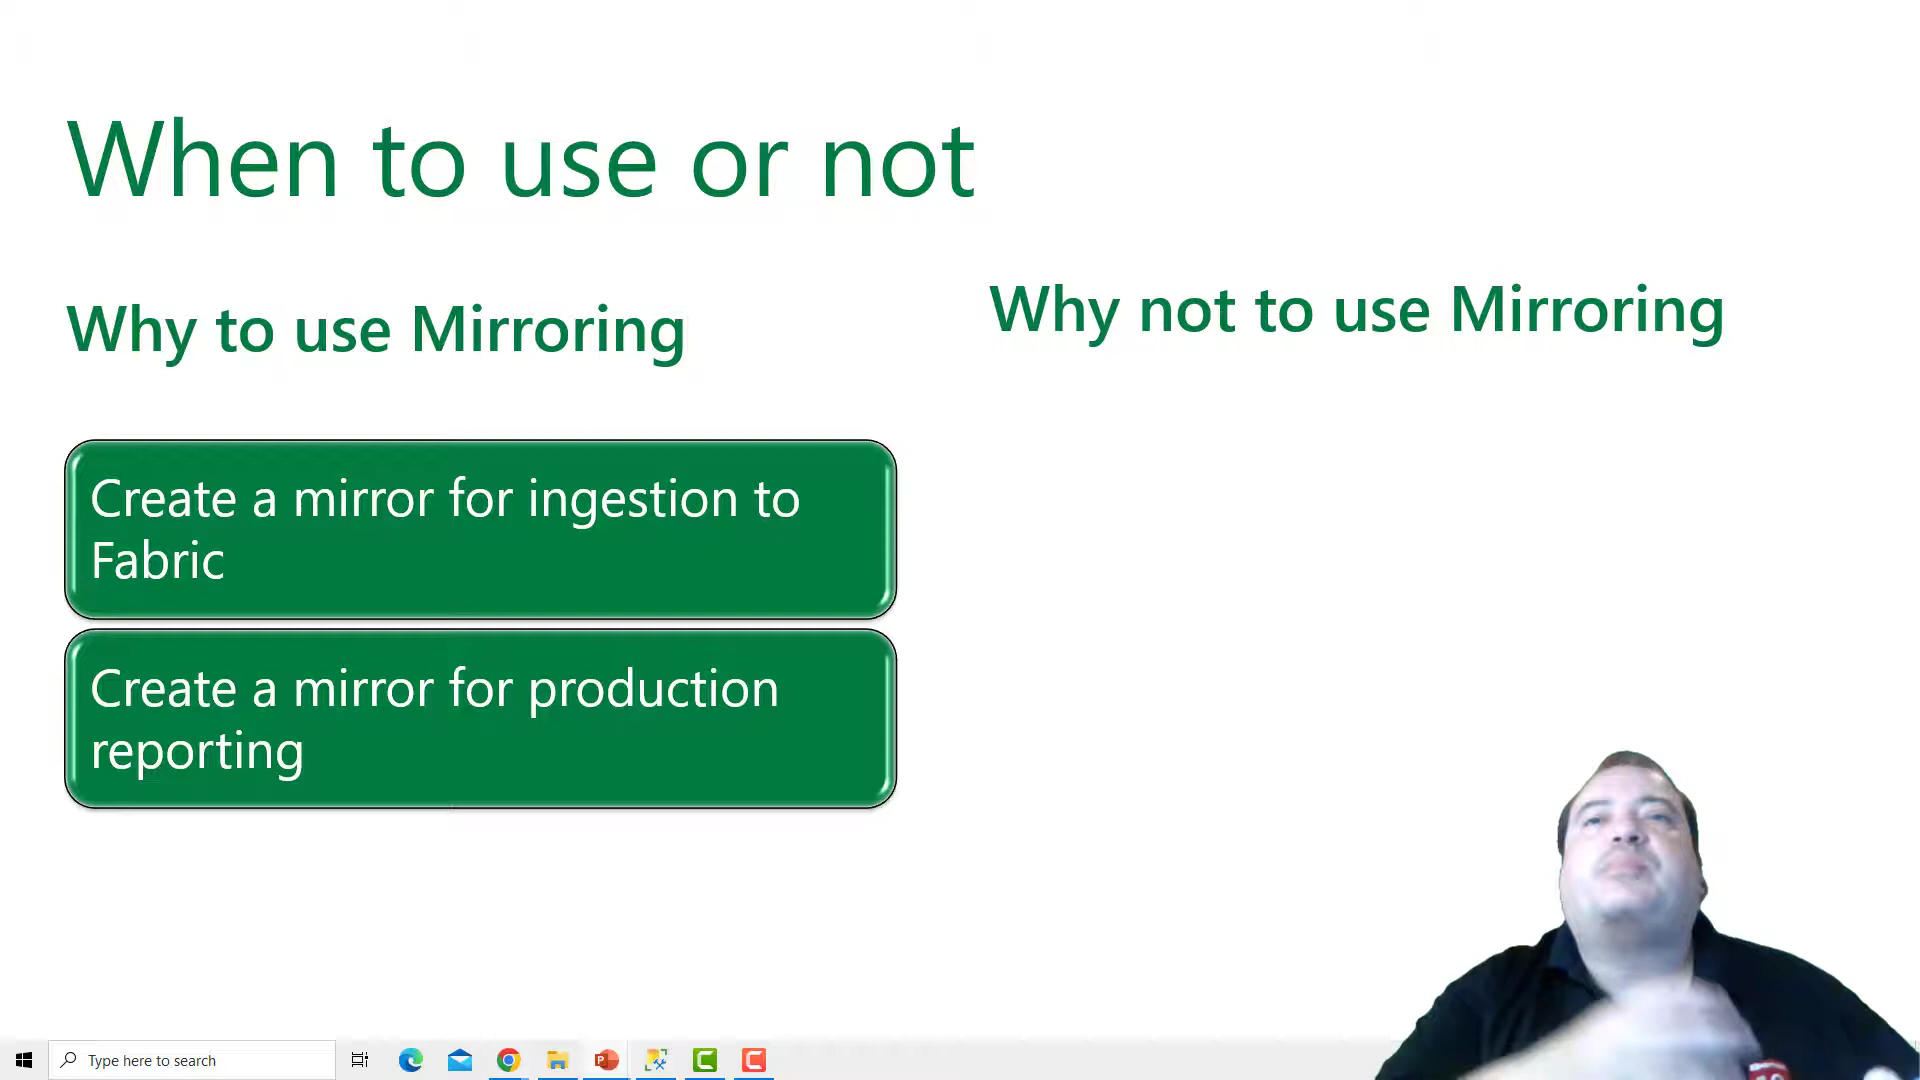 When to use or not
Why to use Mirroring
Create a mirror for ingestion to
Fabric
Create a mirror for production
reporting
Why not to use Mirroring
Type here to search